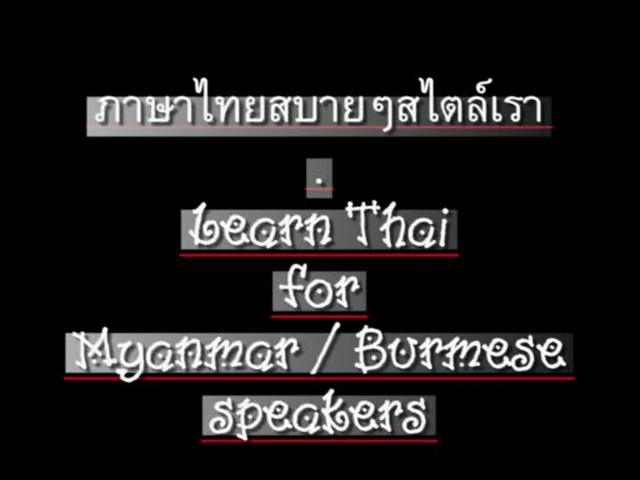 ภาษาไทยสบายๆสไตล์เรา
.
Learn Thai
for
Myanmar / Burmese
speakers